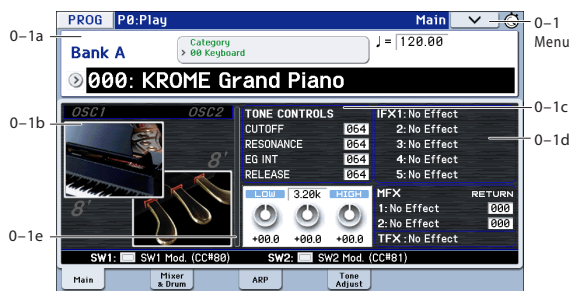 PROG P0:Play Main
0–1
Menu
0–1a
Bank A
Category
00 Keyboard
♩= 120.00
000: KROME Grand Piano
0–1b
OSC1 OSC2
8'
8'
0–1c
TONE CONTROLS
CUTOFF 064
RESONANCE 064
EG INT 064
RELEASE 064
0–1d
IFX1: No Effect
2: No Effect
3: No Effect
4: No Effect
5: No Effect
0–1e
LOW 3.20k HIGH
+00.0 +00.0 +00.0
MFX RETURN
1: No Effect 000
2: No Effect 000
TFX : No Effect
SW1: SW1 Mod. (CC#80) SW2: SW2 Mod. (CC#81)
Main
Mixer
& Drum
ARP
Tone
Adjust